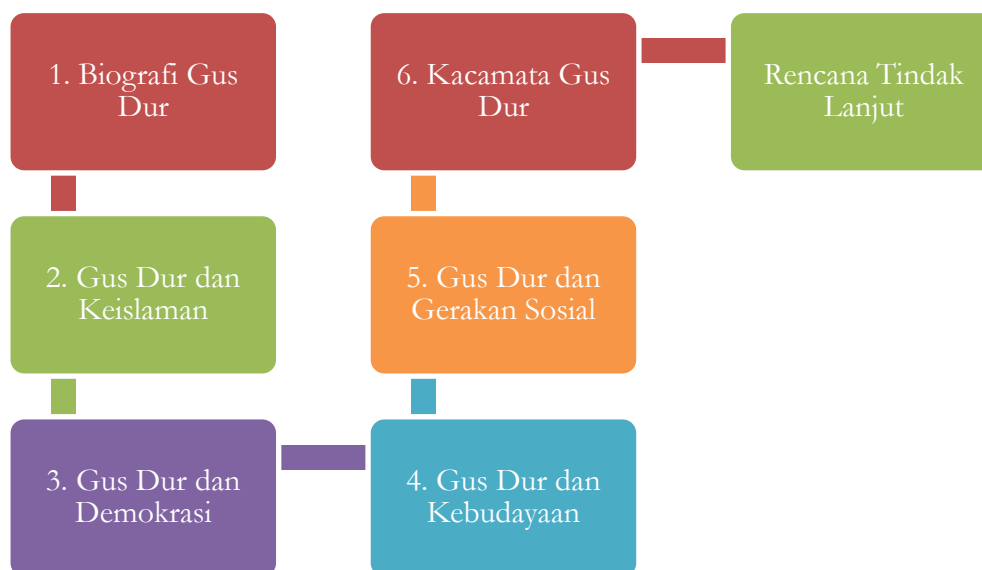 1. Biografi Gus
Dur
2. Gus Dur dan
Keislaman
3. Gus Dur dan
Demokrasi
4. Gus Dur dan
Kebudayaan
5. Gus Dur dan
Gerakan Sosial
6. Kacamata Gus
Dur
Rencana Tindak
Lanjut